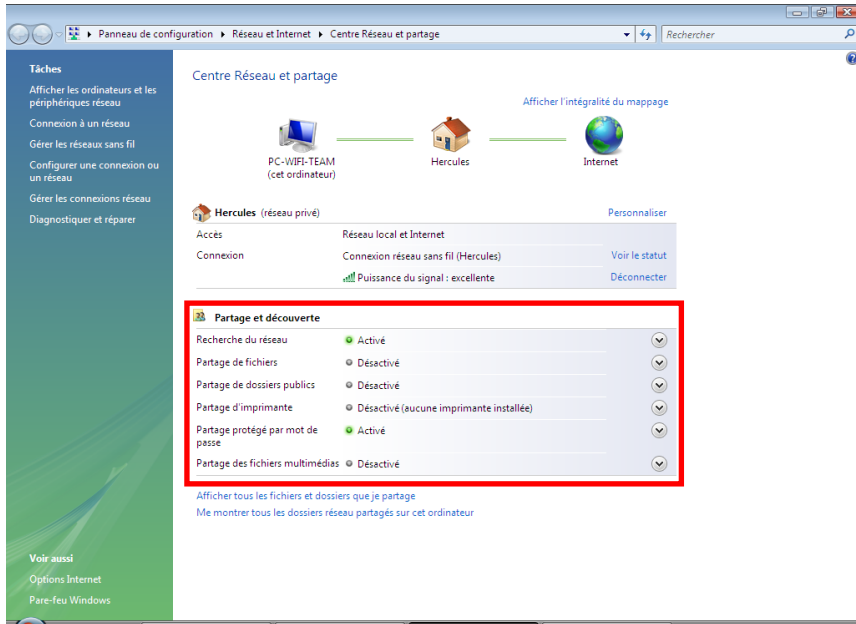 Panneau de configuration ▸ Réseau et Internet ▸ Centre Réseau et partage
Rechercher
Tâches
Afficher les ordinateurs et les
périphériques réseau
Connexion à un réseau
Gérer les réseaux sans fil
Configurer une connexion ou
un réseau
Gérer les connexions réseau
Diagnostiquer et réparer
Voir aussi
Options Internet
Pare-feu Windows
Centre Réseau et partage
Afficher l'intégralité du mappage
PC-WIFI-TEAM
(cet ordinateur)
Hercules
Internet
Hercules (réseau privé) Personnaliser
Accès Réseau local et Internet
Connexion Connexion réseau sans fil (Hercules) Voir le statut
Puissance du signal : excellente Déconnecter
Partage et découverte
Recherche du réseau Activé
Partage de fichiers Désactivé
Partage de dossiers publics Désactivé
Partage d'imprimante Désactivé (aucune imprimante installée)
Partage protégé par mot de
passe
Activé
Partage des fichiers multimédias Désactivé
Afficher tous les fichiers et dossiers que je partage
Me montrer tous les dossiers réseau partagés sur cet ordinateur